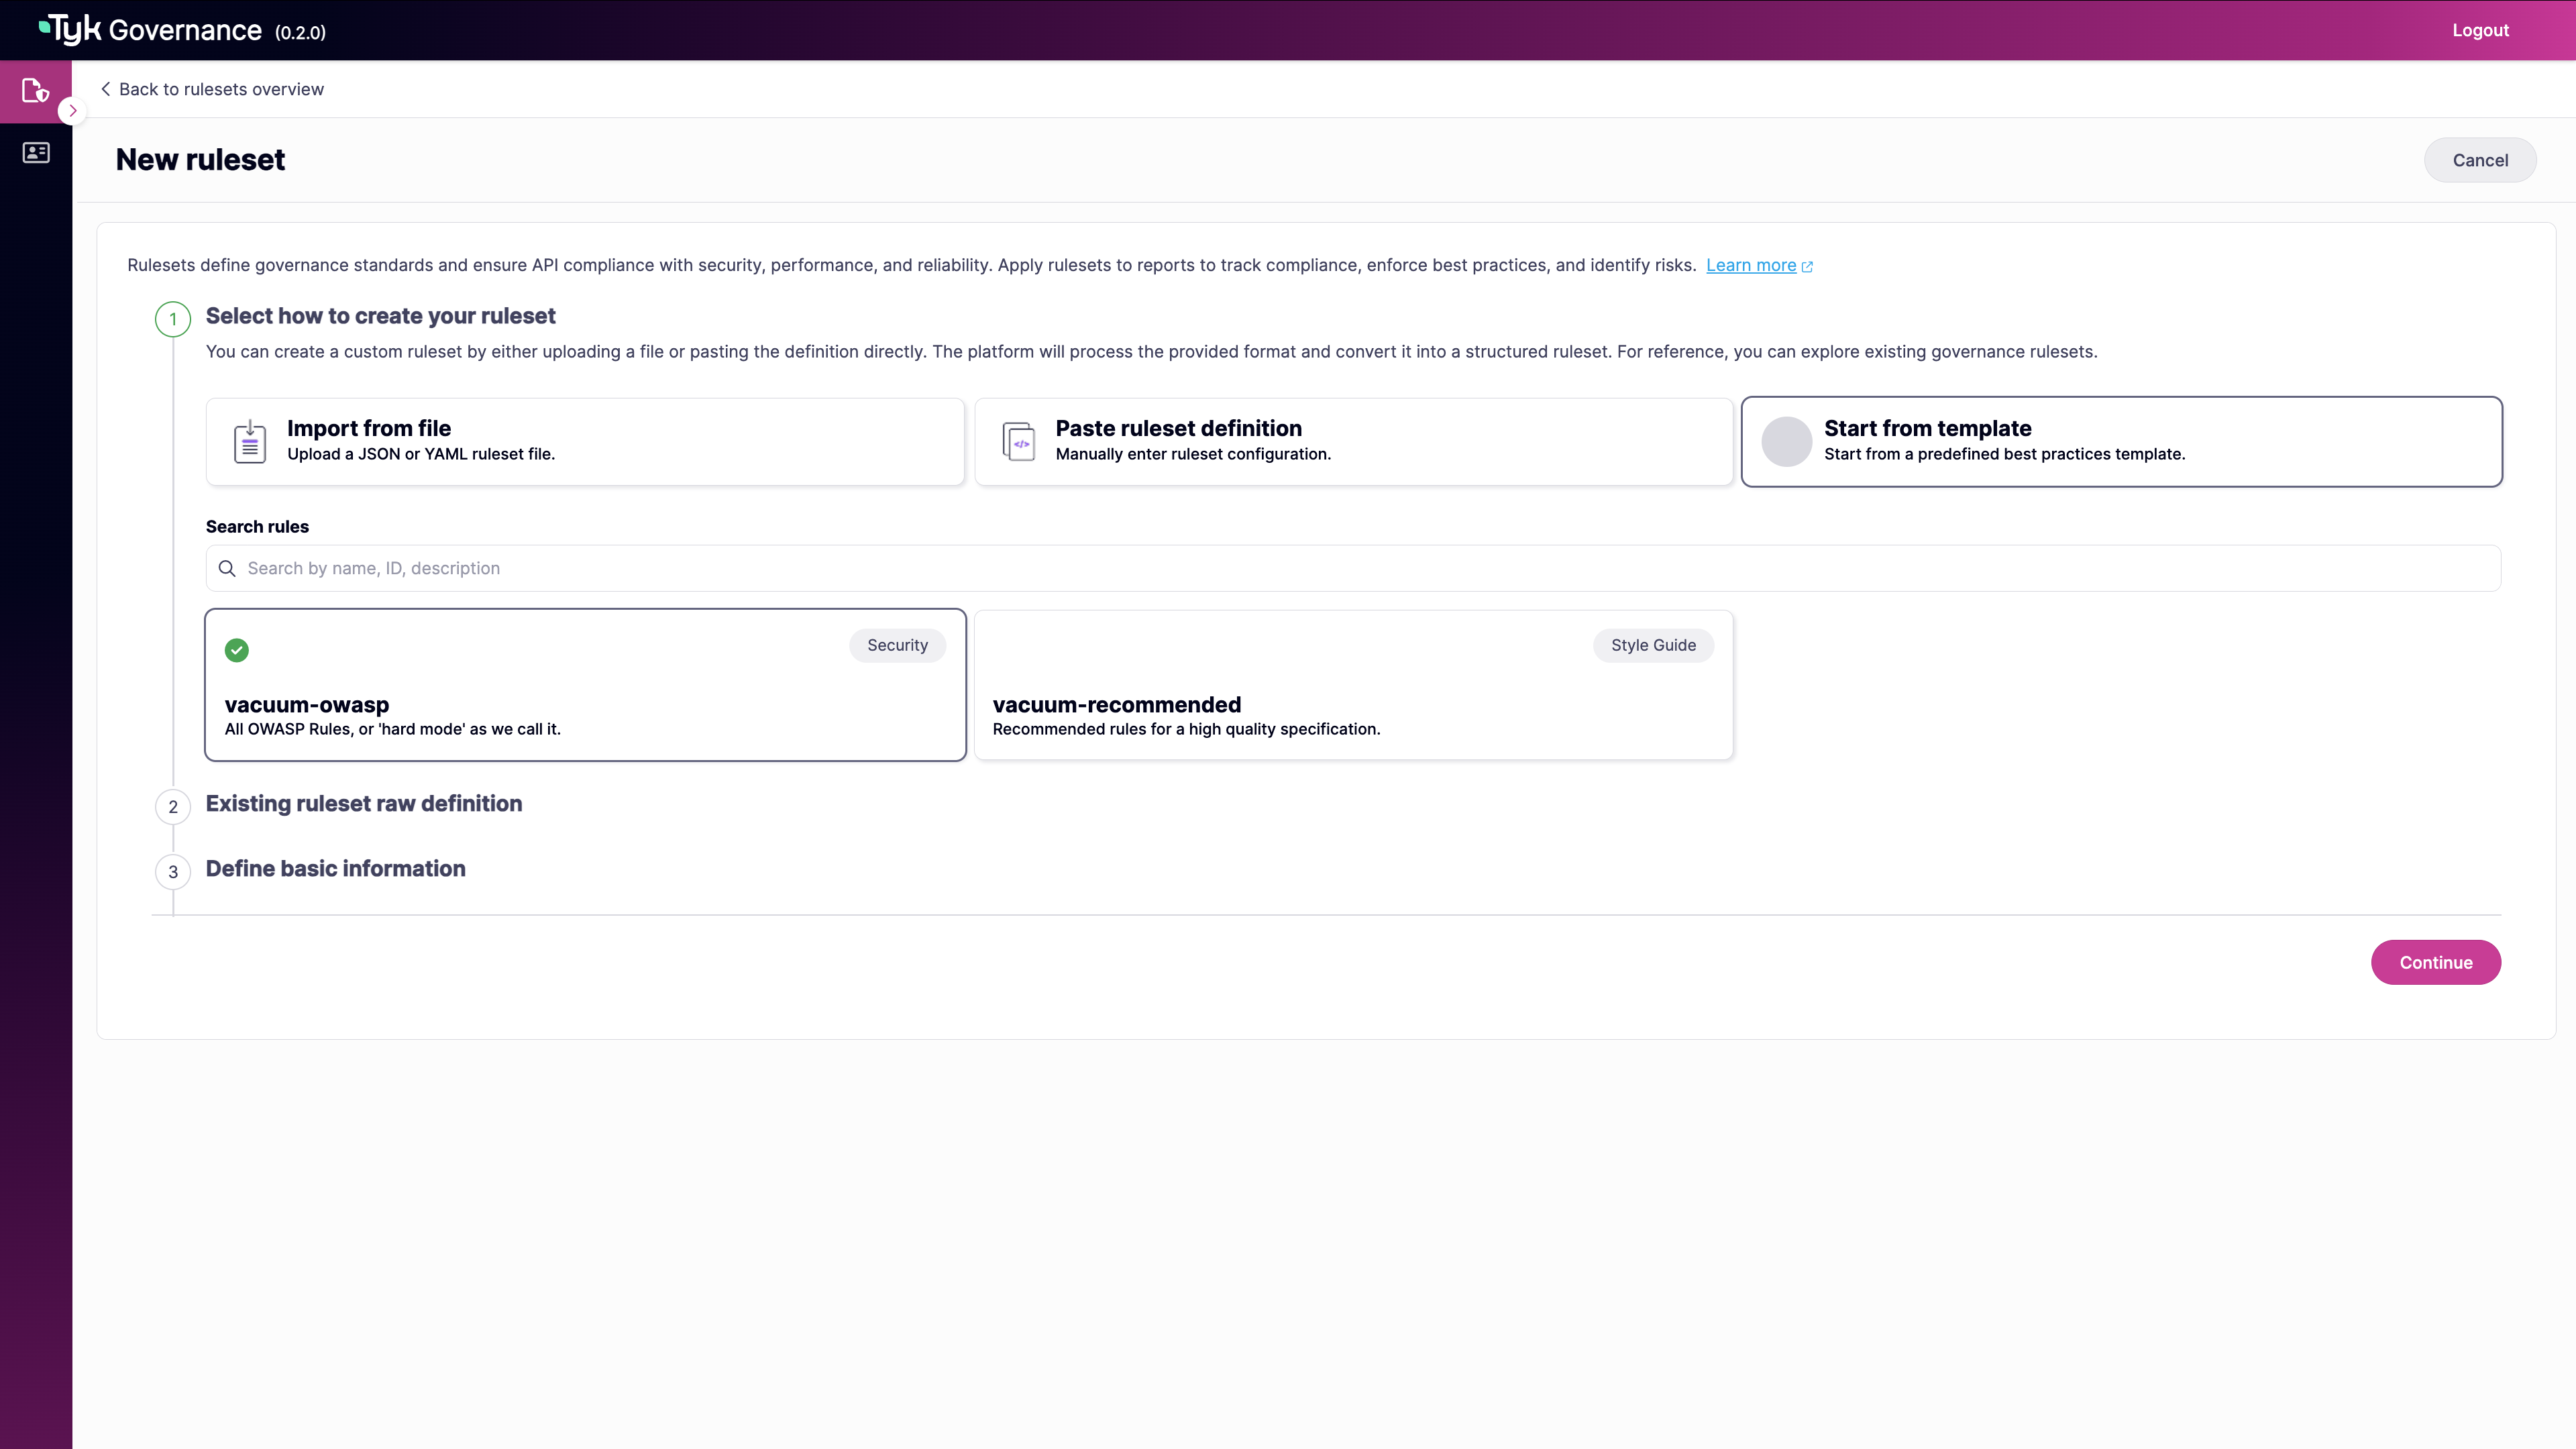 Tyk Governance (0.2.0)
Logout
Back to rulesets overview
New ruleset
Cancel
Rulesets define governance standards and ensure API compliance with security, performance, and reliability. Apply rulesets to reports to track compliance, enforce best practices, and identify risks. Learn more
1 Select how to create your ruleset
You can create a custom ruleset by either uploading a file or pasting the definition directly. The platform will process the provided format and convert it into a structured ruleset. For reference, you can explore existing governance rulesets.
Import from file
Upload a JSON or YAML ruleset file.
</> Paste ruleset definition
Manually enter ruleset configuration.
Start from template
Start from a predefined best practices template.
Search rules
Search by name, ID, description
Security
vacuum-owasp
All OWASP Rules, or 'hard mode' as we call it.
Style Guide
vacuum-recommended
Recommended rules for a high quality specification.
2 Existing ruleset raw definition
3 Define basic information
Continue